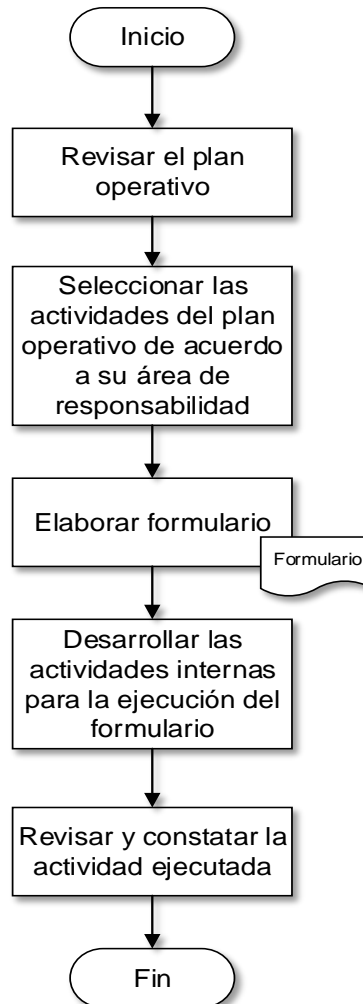 Inicio
Revisar el plan
operativo
Seleccionar las
actividades del plan
operativo de acuerdo
a su área de
responsabilidad
Elaborar formulario
Formulario
Desarrollar las
actividades internas
para la ejecución del
formulario
Revisar y constatar la
actividad ejecutada
Fin